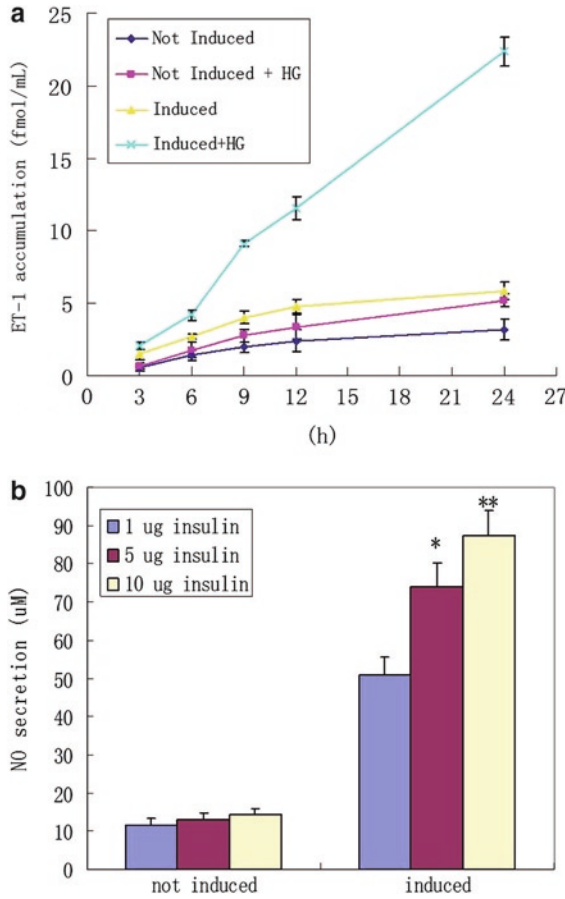 a
25
20
15
10
5
0
ET-1 accumulation (fmol/mL)
Not Induced
Not Induced + HG
Induced
Induced+HG
0 3 6 9 12 15 18 21 24 27
(h)
b
100
90
80
70
60
50
40
30
20
10
0
NO secretion (uM)
1 ug insulin
5 ug insulin
10 ug insulin
*
**
not induced
induced